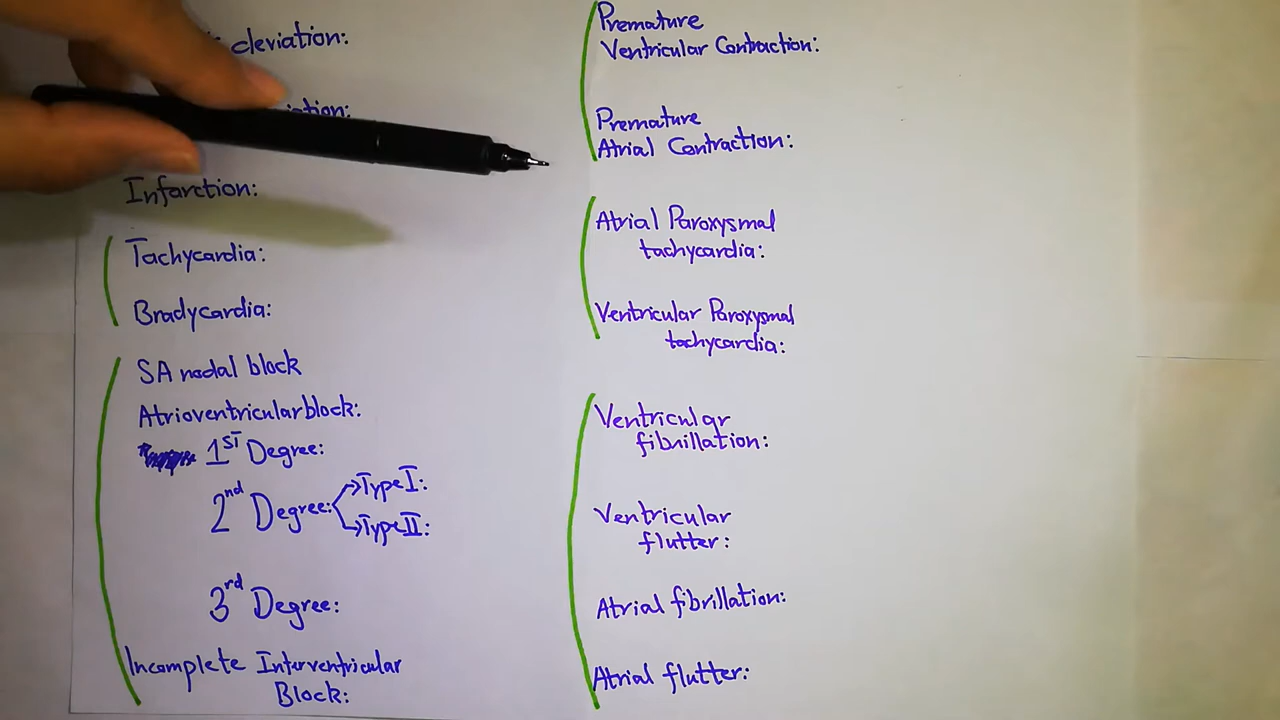 deviation:
Infarction:
Tachycardia:
Bradycardia:
SA nodal block
Atrioventricular block:
1ST Degree:
2nd Degree: Type I:
Type II:
3rd Degree:
Incomplete Interventricular
Block:
Premature
Ventricular Contraction:
Premature
Atrial Contraction:
Atrial Paroxysmal
tachycardia:
Ventricular Paroxysmal
tachycardia:
Ventricular
fibrillation:
Ventricular
flutter:
Atrial fibrillation:
Atrial flutter: